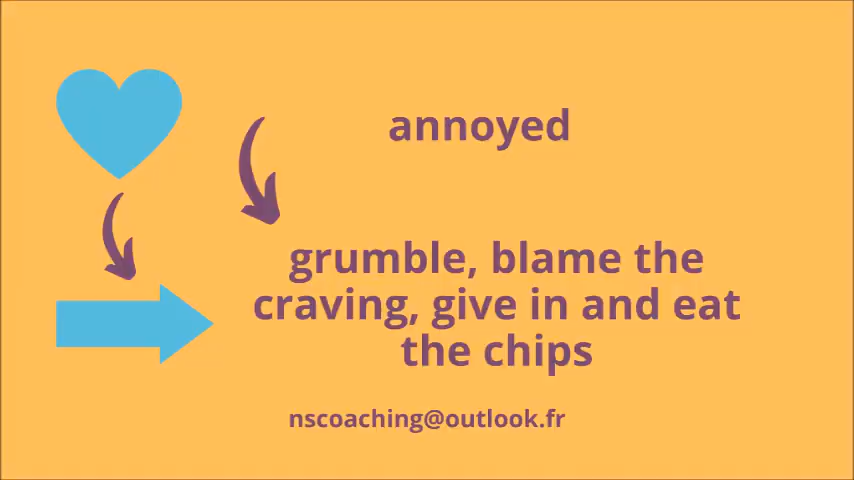 annoyed
grumble, blame the
craving, give in and eat
the chips
nscoaching@outlook.fr